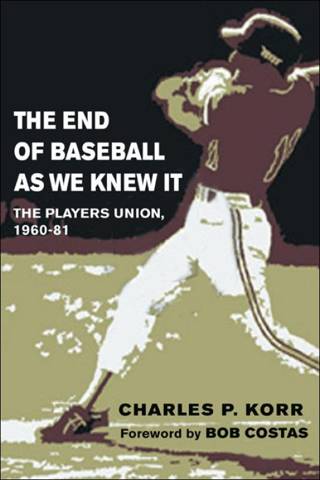 THE END
OF BASEBALL
AS WE KNEW IT
THE PLAYERS UNION,
1960-81
CHARLES P. KORR
Foreword by BOB COSTAS